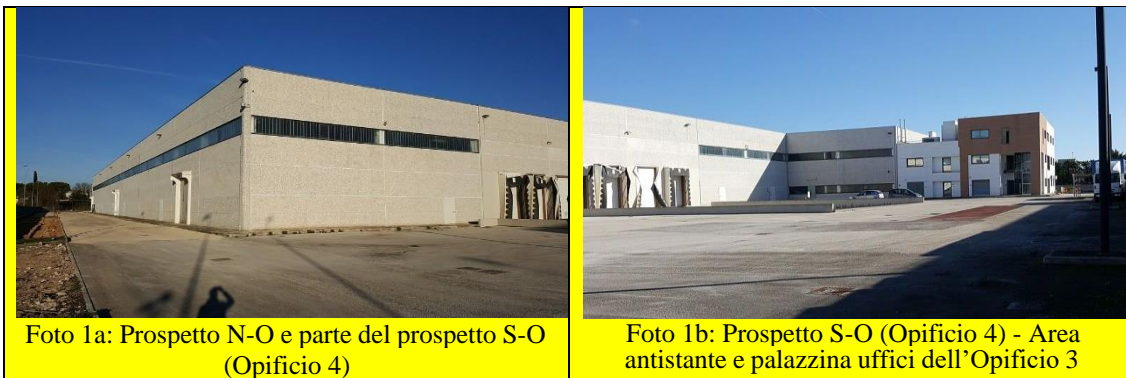 Foto 1a: Prospetto N-O e parte del prospetto S-O
(Opificio 4)
Foto 1b: Prospetto S-O (Opificio 4) - Area
antistante e palazzina uffici dell’Opificio 3